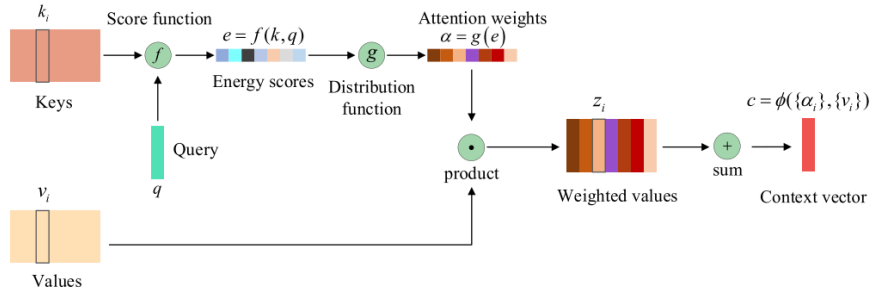 k_i
Score function
e = f(k, q)
Attention weights
α = g(e)
f
g
Keys
Energy scores
Distribution
function
z_i
c = ϕ({α_i}, {v_i})
Query
q
•
product
+
sum
v_i
Weighted values
Context vector
Values